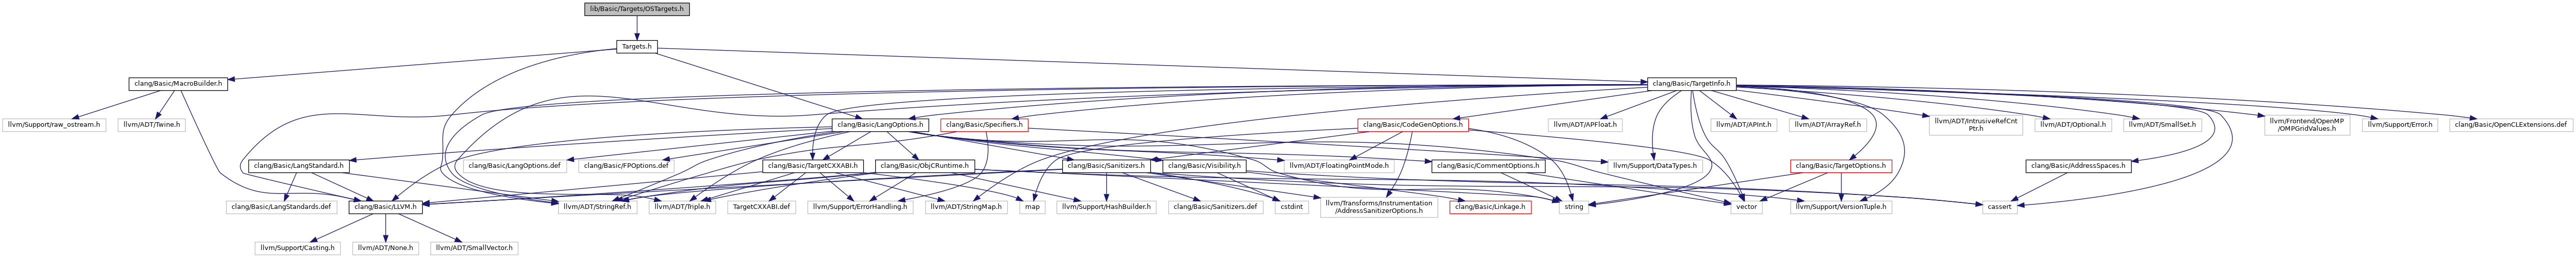 lib/Basic/Targets/OSTargets.h
Targets.h
clang/Basic/MacroBuilder.h
clang/Basic/TargetInfo.h
llvm/Support/raw_ostream.h
llvm/ADT/Twine.h
clang/Basic/LangOptions.h
clang/Basic/Specifiers.h
clang/Basic/CodeGenOptions.h
llvm/ADT/APFloat.h
llvm/ADT/APInt.h
llvm/ADT/ArrayRef.h
llvm/ADT/IntrusiveRefCnt
Ptr.h
llvm/ADT/Optional.h
llvm/ADT/SmallSet.h
llvm/Frontend/OpenMP
/OMPGridValues.h
llvm/Support/Error.h
clang/Basic/OpenCLExtensions.def
clang/Basic/LangStandard.h
clang/Basic/LangOptions.def
clang/Basic/FPOptions.def
clang/Basic/TargetCXXABI.h
clang/Basic/ObjCRuntime.h
clang/Basic/Sanitizers.h
clang/Basic/Visibility.h
llvm/ADT/FloatingPointMode.h
clang/Basic/CommentOptions.h
llvm/Support/DataTypes.h
clang/Basic/TargetOptions.h
clang/Basic/AddressSpaces.h
clang/Basic/LangStandards.def
clang/Basic/LLVM.h
llvm/ADT/StringRef.h
llvm/ADT/Triple.h
TargetCXXABI.def
llvm/Support/ErrorHandling.h
llvm/ADT/StringMap.h
map
llvm/Support/HashBuilder.h
clang/Basic/Sanitizers.def
cstdint
llvm/Transforms/Instrumentation
/AddressSanitizerOptions.h
clang/Basic/Linkage.h
string
vector
llvm/Support/VersionTuple.h
cassert
llvm/Support/Casting.h
llvm/ADT/None.h
llvm/ADT/SmallVector.h